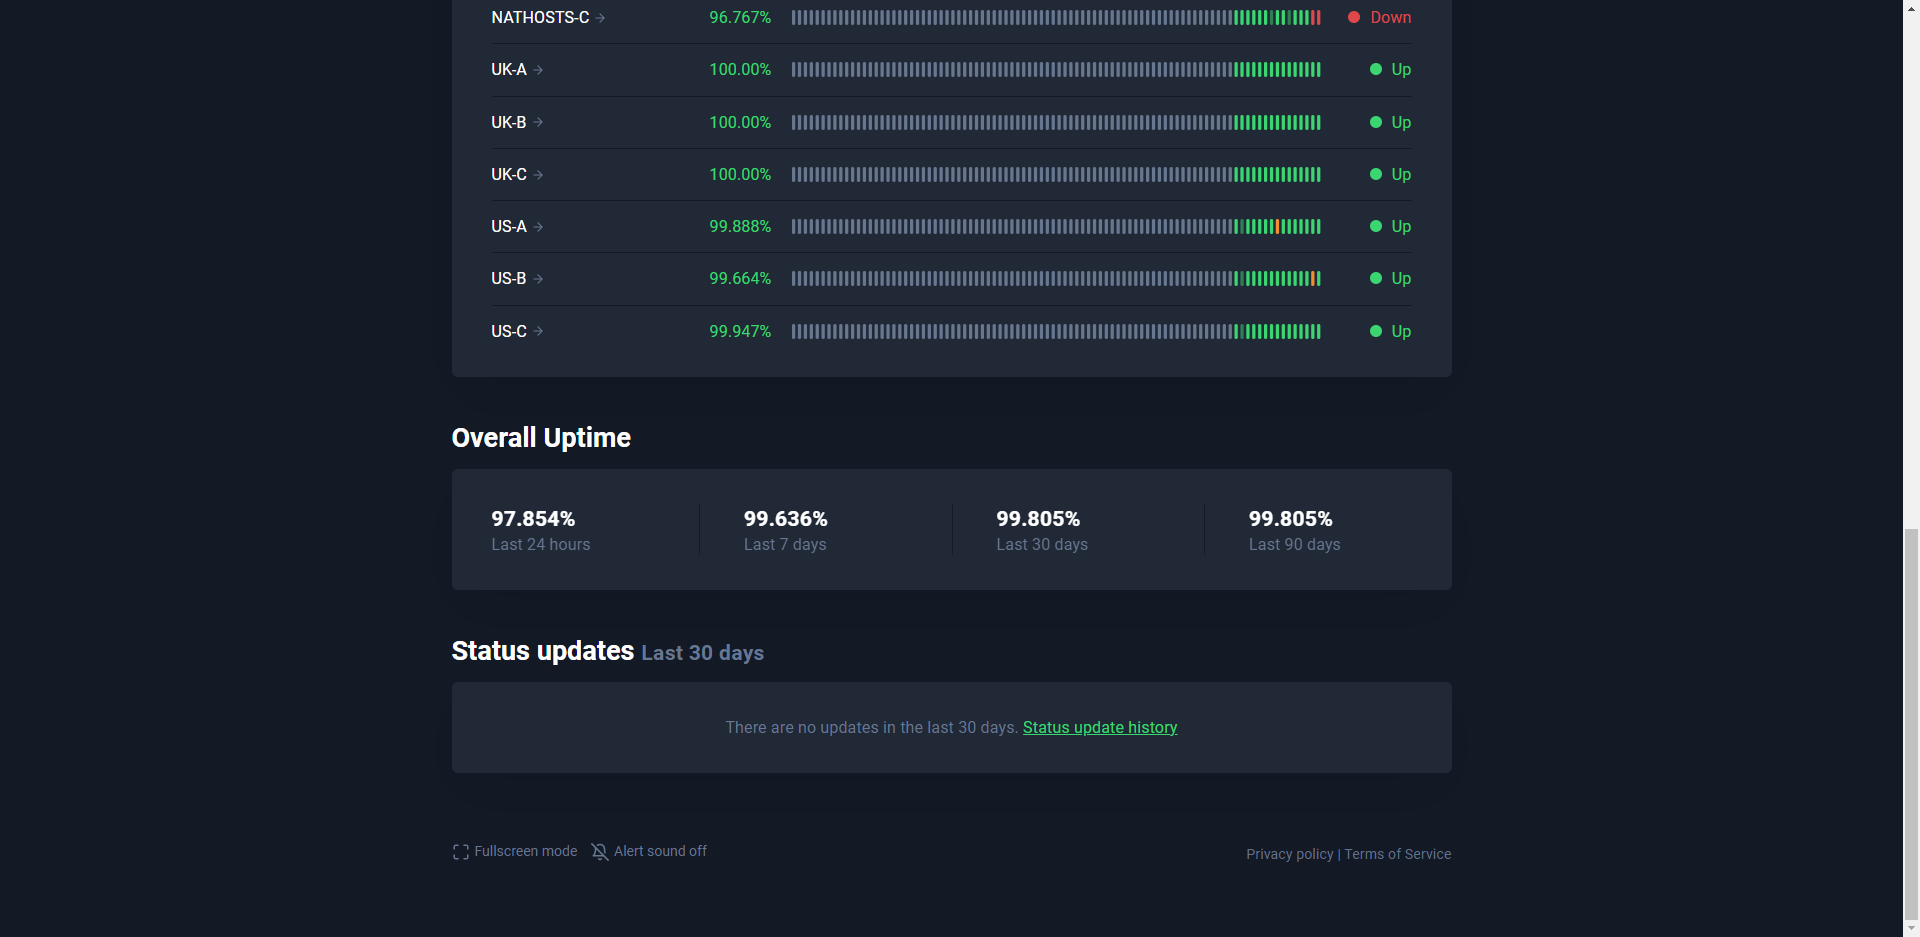 NATHOSTS-C 96.767% Down
UK-A 100.00% Up
UK-B 100.00% Up
UK-C 100.00% Up
US-A 99.888% Up
US-B 99.664% Up
US-C 99.947% Up
Overall Uptime
97.854% 99.636% 99.805% 99.805%
Last 24 hours Last 7 days Last 30 days Last 90 days
Status updates Last 30 days
There are no updates in the last 30 days. Status update history
Fullscreen mode Alert sound off Privacy policy | Terms of Service